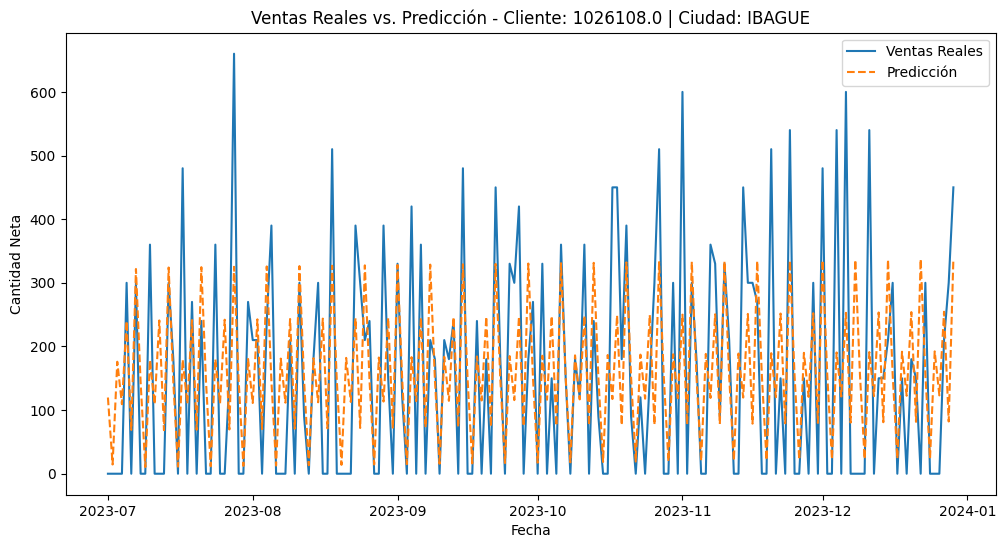 Ventas Reales vs. Predicción - Cliente: 1026108.0 | Ciudad: IBAGUE
Ventas Reales
Predicción
Cantidad Neta
600
500
400
300
200
100
0
2023-07
2023-08
2023-09
2023-10
2023-11
2023-12
2024-01
Fecha